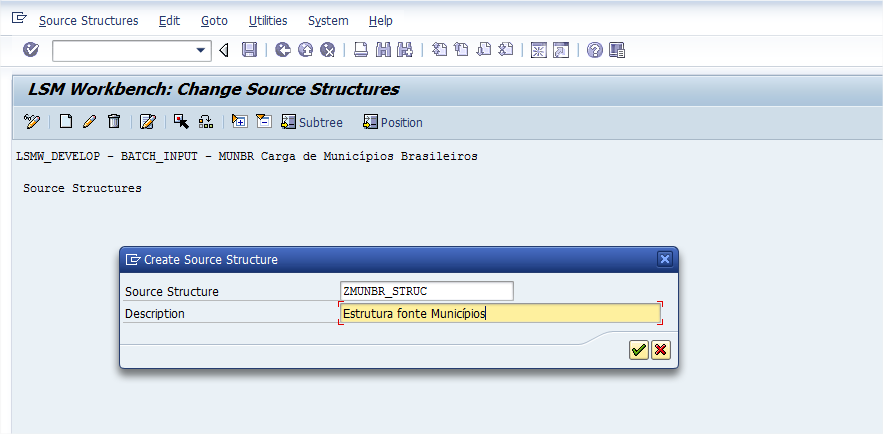 Source Structures Edit Goto Utilities System Help
LSM Workbench: Change Source Structures
Subtree Position
LSMW_DEVELOP - BATCH_INPUT - MUNBR Carga de Municípios Brasileiros
Source Structures
Create Source Structure
Source Structure ZMUNBR_STRUC
Description Estrutura fonte Municípios